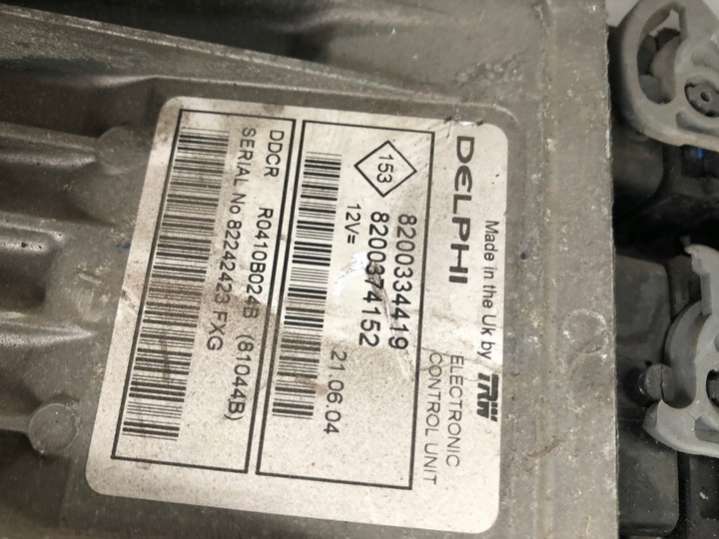 Made in the Uk by TRW
DELPHI
ELECTRONIC
CONTROL UNIT
153
8200334419
8200374152
12V=
21.06.04
DDCR R0410B024B (81044B)
SERIAL No 82242423 FXG